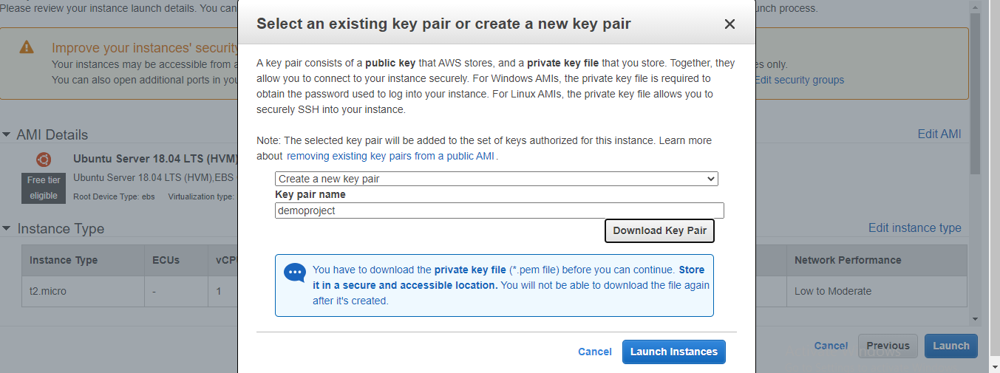 Please review your instance launch details. You can
unch process.
Select an existing key pair or create a new key pair
Improve your instances' security
Your instances may be accessible from a
es only.
You can also open additional ports in you
Edit security groups
A key pair consists of a public key that AWS stores, and a private key file that you store. Together, they
allow you to connect to your instance securely. For Windows AMIs, the private key file is required to
obtain the password used to log into your instance. For Linux AMIs, the private key file allows you to
securely SSH into your instance.
Note: The selected key pair will be added to the set of keys authorized for this instance. Learn more
about removing existing key pairs from a public AMI .
AMI Details
Edit AMI
Ubuntu Server 18.04 LTS (HVM)
Free tier
eligible
Ubuntu Server 18.04 LTS (HVM),EBS
Root Device Type: ebs Virtualization type:
Create a new key pair
Key pair name
demoproject
Download Key Pair
Instance Type
Edit instance type
Instance Type ECUs vCP
Network Performance
t2.micro - 1
Low to Moderate
You have to download the private key file (*.pem file) before you can continue. Store
it in a secure and accessible location. You will not be able to download the file again
after it's created.
Cancel Launch Instances
Cancel Previous Launch